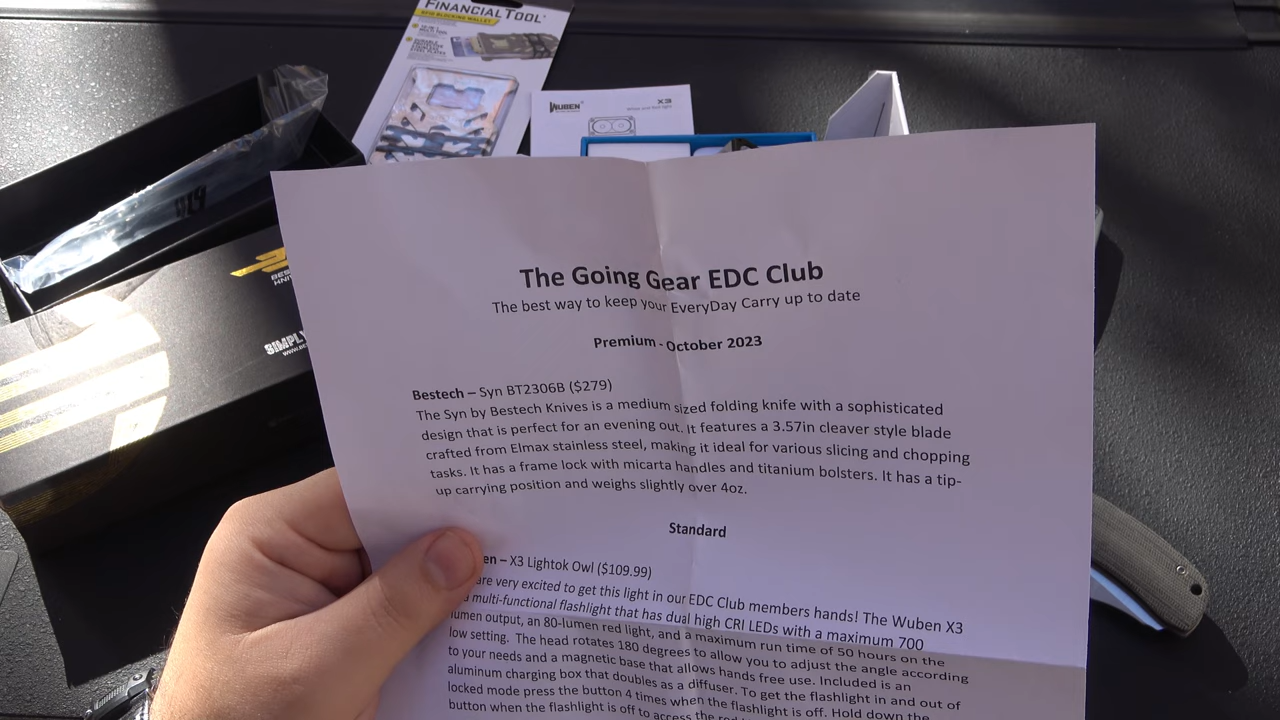 FINANCIALTOOL
RFID BLOCKING WALLET
WUBEN
X3
BES
KNIV
SIMPLY
The Going Gear EDC Club
The best way to keep your EveryDay Carry up to date
Premium - October 2023
Bestech – Syn BT2306B ($279)
The Syn by Bestech Knives is a medium sized folding knife with a sophisticated
design that is perfect for an evening out. It features a 3.57in cleaver style blade
crafted from Elmax stainless steel, making it ideal for various slicing and chopping
tasks. It has a frame lock with micarta handles and titanium bolsters. It has a tip-
up carrying position and weighs slightly over 4oz.
Standard
en – X3 Lightok Owl ($109.99)
are very excited to get this light in our EDC Club members hands! The Wuben X3
multi-functional flashlight that has dual high CRI LEDs with a maximum 700
lumen output, an 80-lumen red light, and a maximum run time of 50 hours on the
low setting. The head rotates 180 degrees to allow you to adjust the angle according
to your needs and a magnetic base that allows hands free use. Included is an
aluminum charging box that doubles as a diffuser. To get the flashlight in and out of
locked mode press the button 4 times when the flashlight is off. Hold down the
button when the flashlight is off to access the red